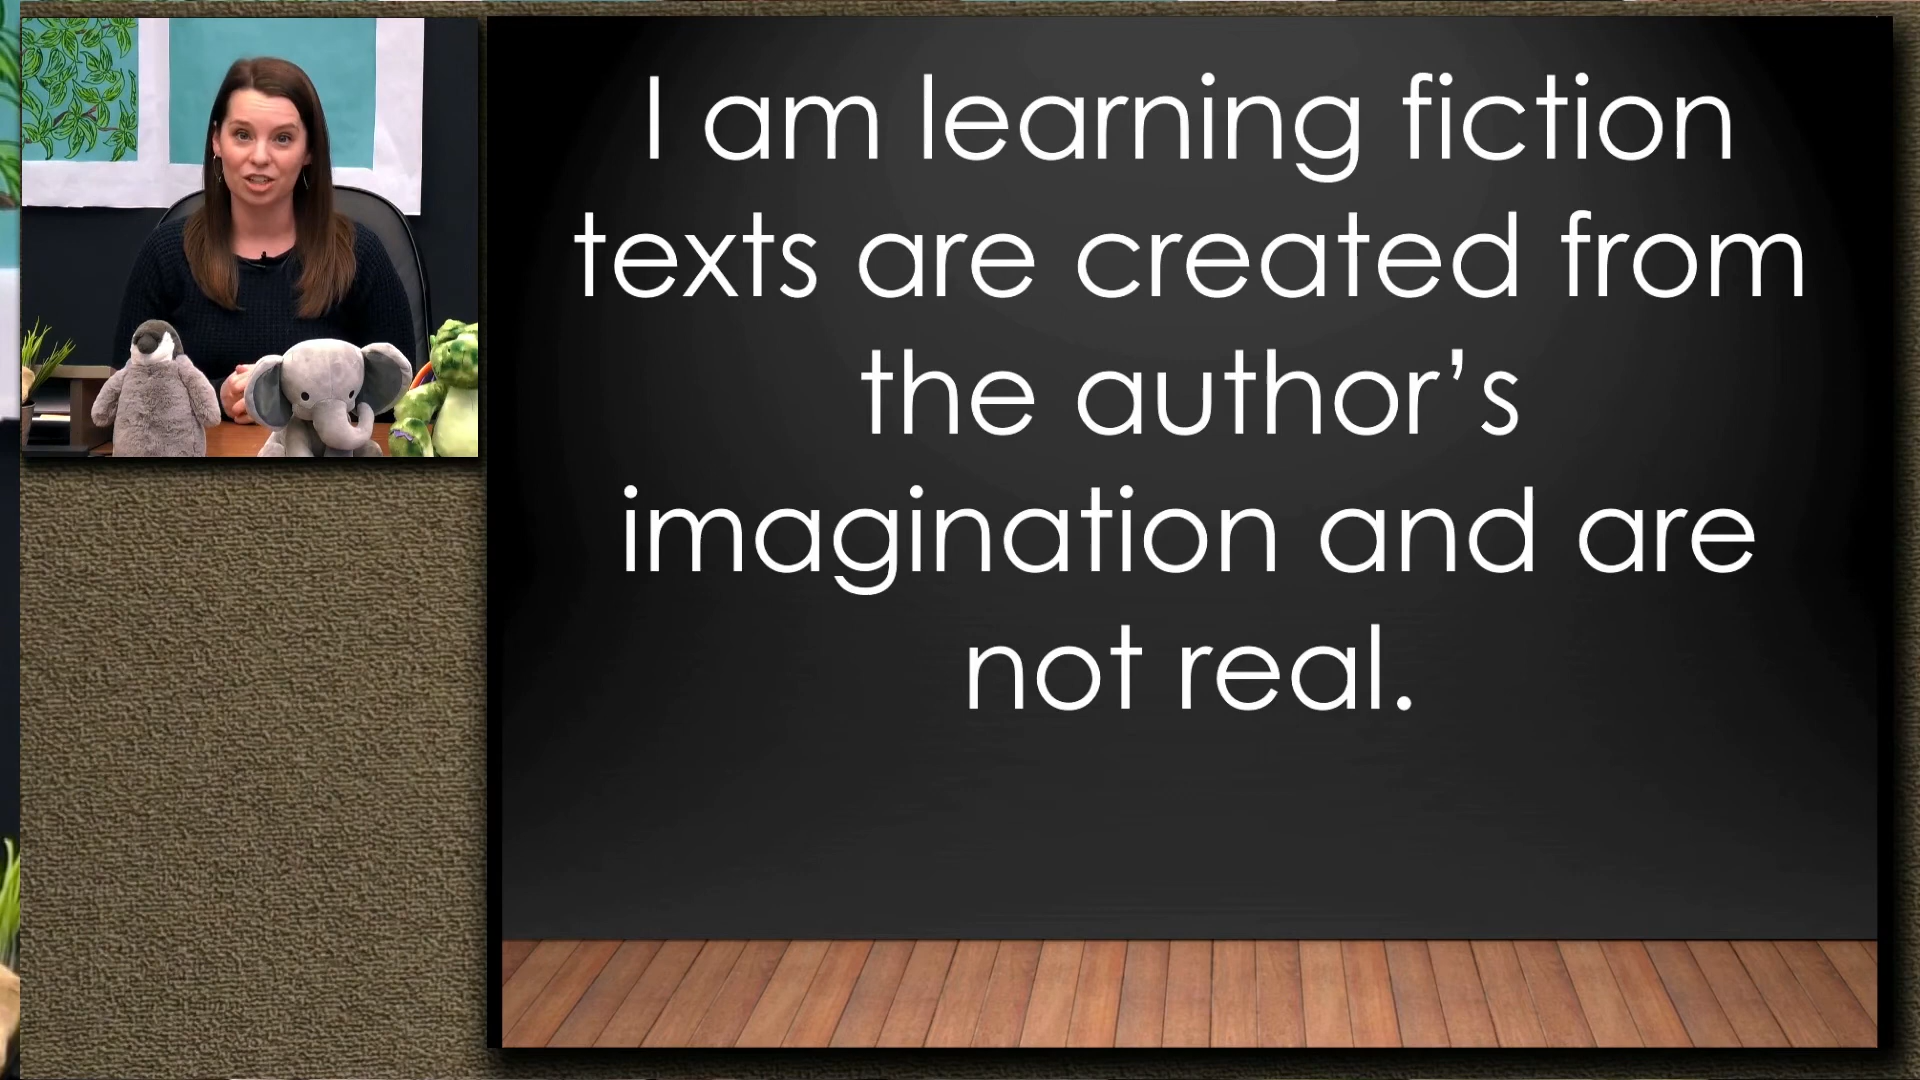 I am learning fiction
texts are created from
the author’s
imagination and are
not real.